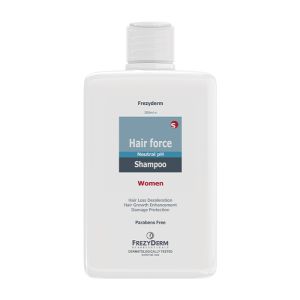 Frezyderm
200ml e
S
Hair force
Neutral pH
Shampoo
Women
Hair Loss Deceleration
Hair Growth Enhancement
Damage Protection
Parabens Free
FREZYDERM
DERMATOLOGICALLY TESTED